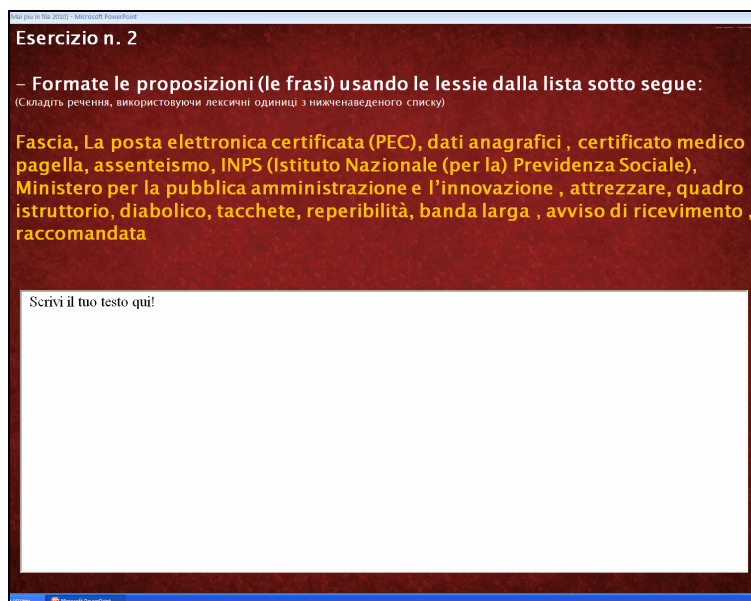 Mai piu in fila 2010] - Microsoft PowerPoint
Esercizio n. 2
– Formate le proposizioni (le frasi) usando le lessie dalla lista sotto segue:
(Складіть речення, використовуючи лексичні одиниці з нижченаведеного списку)
Fascia, La posta elettronica certificata (PEC), dati anagrafici , certificato medico
pagella, assenteismo, INPS (Istituto Nazionale (per la) Previdenza Sociale),
Ministero per la pubblica amministrazione e l’innovazione , attrezzare, quadro
istruttorio, diabolico, tacchete, reperibilità, banda larga , avviso di ricevimento ,
raccomandata
Scrivi il tuo testo qui!
Microsoft PowerPoint